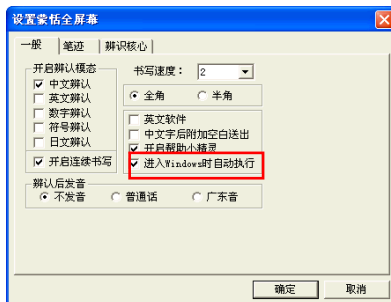 设置蒙恬全屏幕
一般 笔迹 辨识核心
开启辨认模态
中文辨认
英文辨认
数字辨认
符号辨认
日文辨认
开启连续书写
书写速度： 2
全角 半角
英文软件
中文字后附加空白送出
开启帮助小精灵
进入Windows时自动执行
辨认后发音
不发音 普通话 广东音
确定 取消